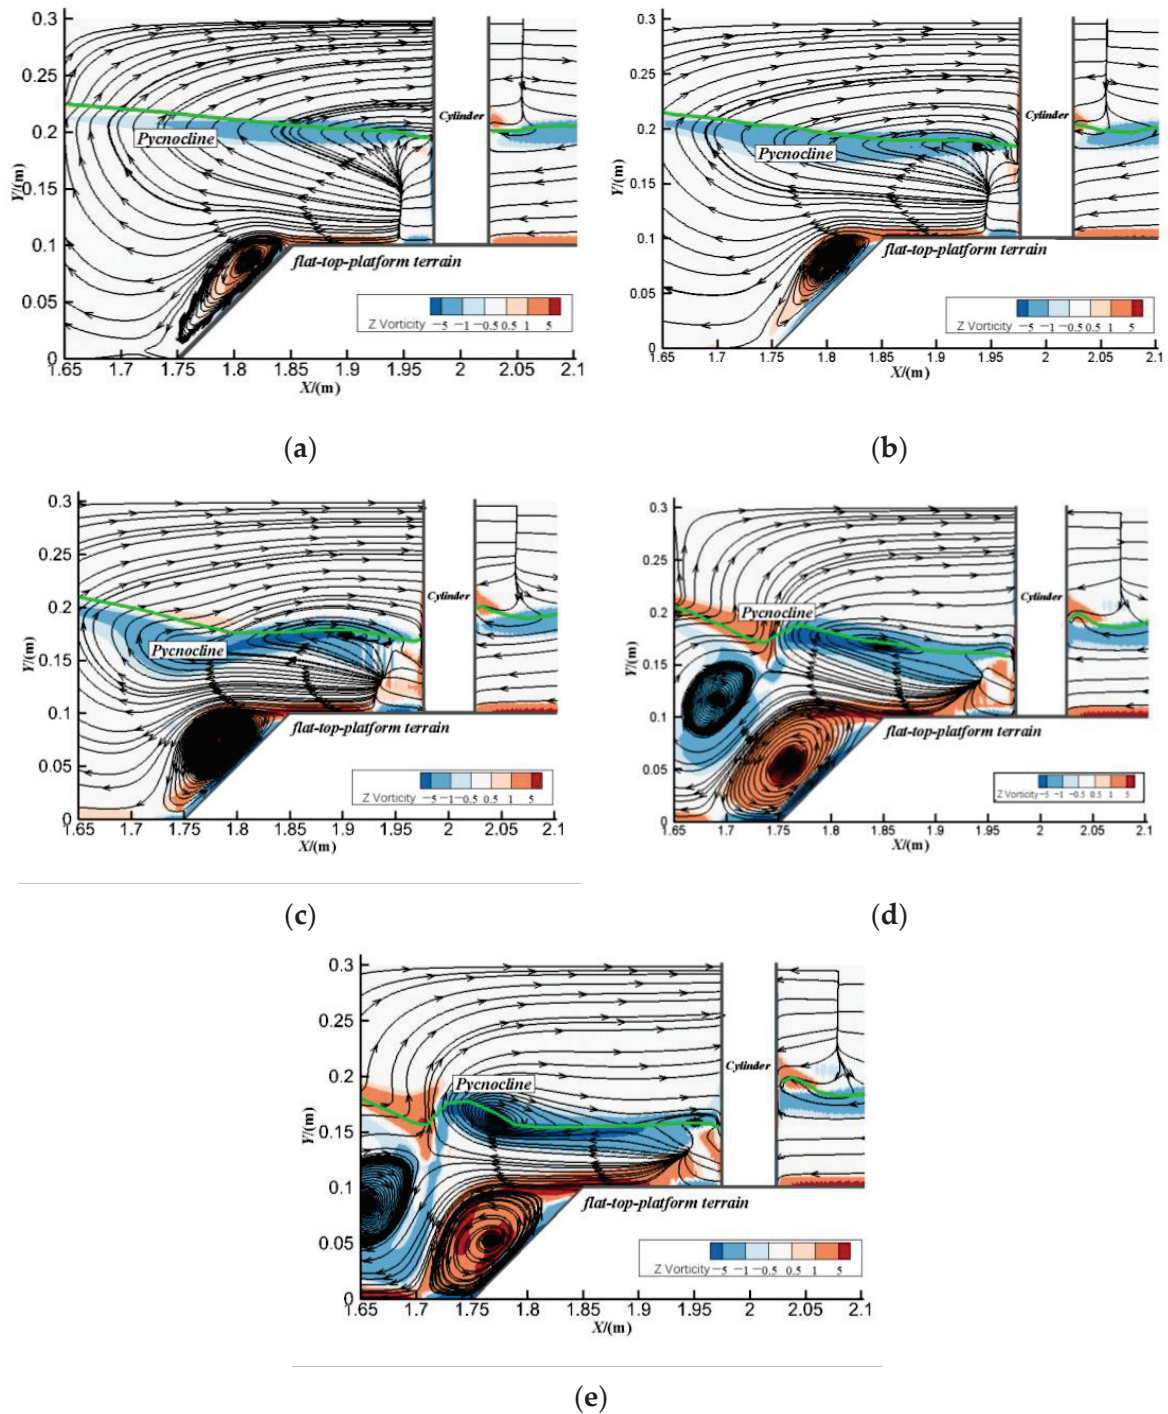 0.3
0.25
0.2
0.15
0.1
0.05
0
Y/(m)
Pycnocline
Cylinder
flat-top-platform terrain
Z Vorticity -5 -1 -0.5 0.5 1 5
1.65 1.7 1.75 1.8 1.85 1.9 1.95 2 2.05 2.1
X/(m)
(a)
0.3
0.25
0.2
0.15
0.1
0.05
0
Y/(m)
Pycnocline
Cylinder
flat-top-platform terrain
Z Vorticity -5 -1 -0.5 0.5 1 5
1.65 1.7 1.75 1.8 1.85 1.9 1.95 2 2.05 2.1
X/(m)
(b)
0.3
0.25
0.2
0.15
0.1
0.05
0
Y/(m)
Pycnocline
Cylinder
flat-top-platform terrain
Z Vorticity -5 -1 -0.5 0.5 1 5
1.65 1.7 1.75 1.8 1.85 1.9 1.95 2 2.05 2.1
X/(m)
(c)
0.3
0.25
0.2
0.15
0.1
0.05
0
Y/(m)
Pycnocline
Cylinder
flat-top-platform terrain
Z Vorticity -5 -1 -0.5 0.5 1 5
1.65 1.7 1.75 1.8 1.85 1.9 1.95 2 2.05 2.1
X/(m)
(d)
0.3
0.25
0.2
0.15
0.1
0.05
0
Y/(m)
Pycnocline
Cylinder
flat-top-platform terrain
Z Vorticity -5 -1 -0.5 0.5 1 5
1.65 1.7 1.75 1.8 1.85 1.9 1.95 2 2.05 2.1
X/(m)
(e)